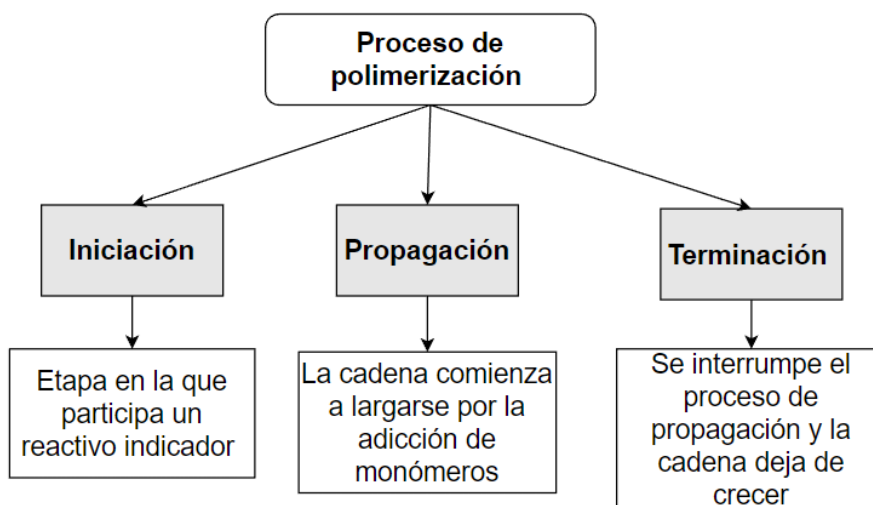 Proceso de
polimerización
Iniciación
Propagación
Terminación
Etapa en la que
participa un
reactivo indicador
La cadena comienza
a largarse por la
adicción de
monómeros
Se interrumpe el
proceso de
propagación y la
cadena deja de
crecer